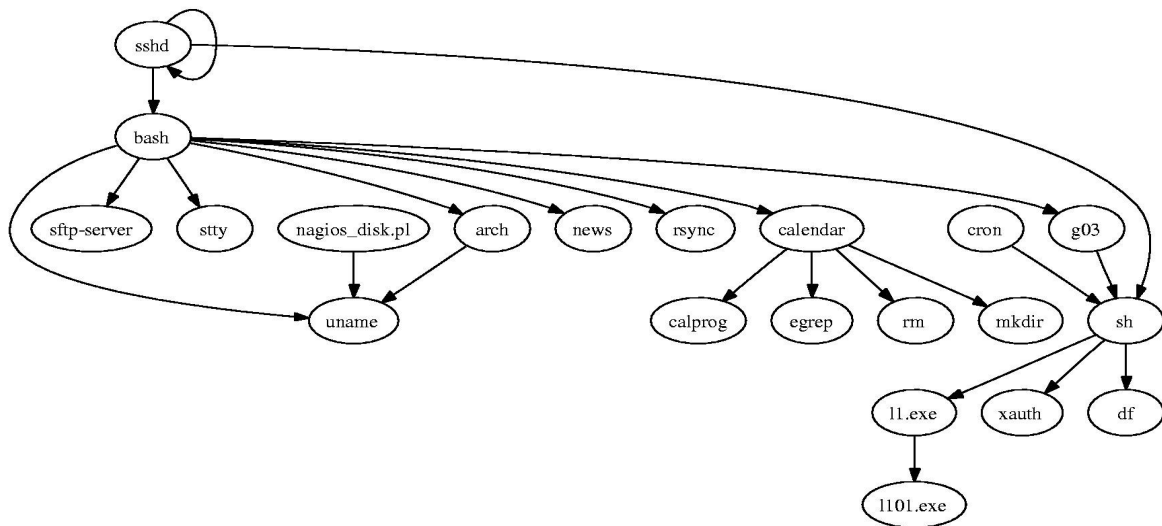 sshd
bash
sftp-server
stty
nagios_disk.pl
arch
news
rsync
calendar
cron
g03
uname
calprog
egrep
rm
mkdir
sh
l1.exe
xauth
df
l101.exe